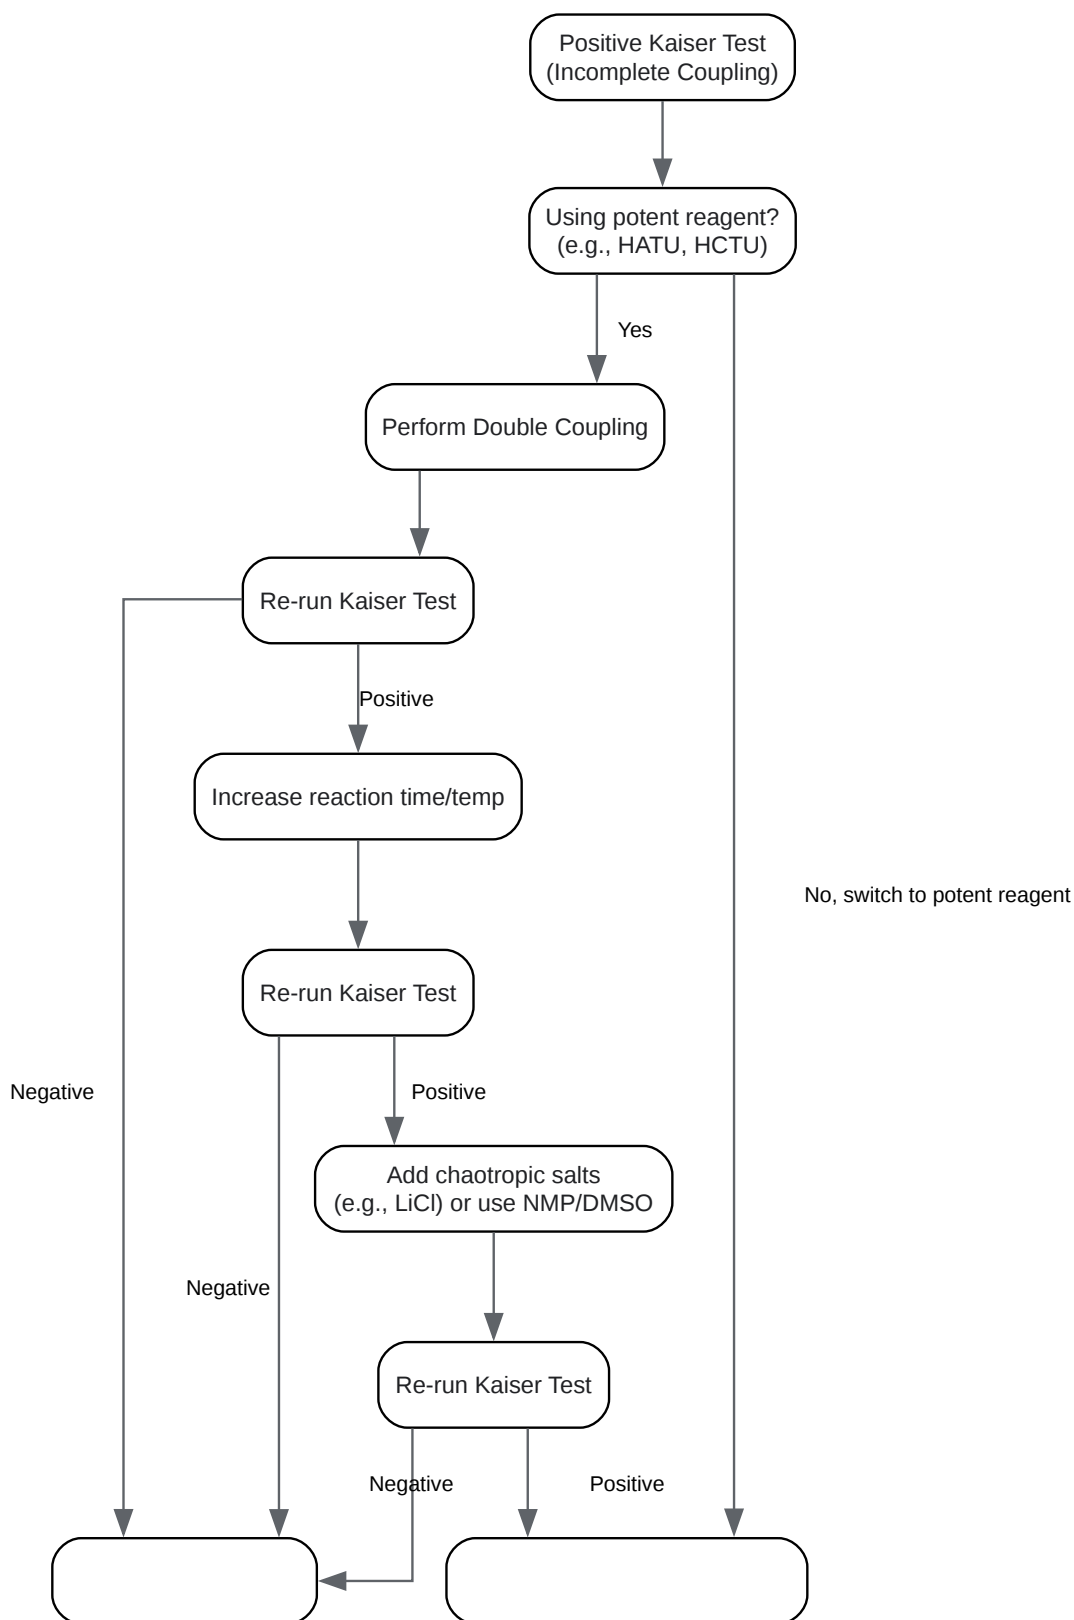 Positive Kaiser Test
(Incomplete Coupling)
Using potent reagent?
(e.g., HATU, HCTU)
Yes
Perform Double Coupling
Re-run Kaiser Test
Positive
Increase reaction time/temp
No, switch to potent reagent
Re-run Kaiser Test
Negative
Positive
Add chaotropic salts
(e.g., LiCl) or use NMP/DMSO
Negative
Re-run Kaiser Test
Negative
Positive